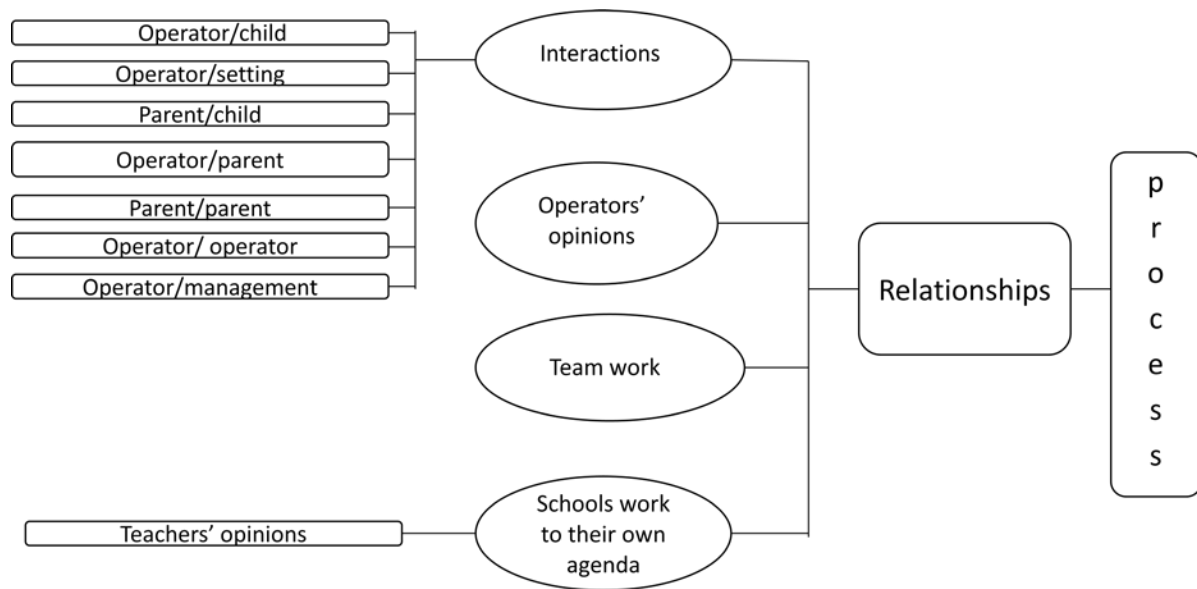 Operator/child
Operator/setting
Parent/child
Operator/parent
Parent/parent
Operator/ operator
Operator/management
Interactions
Operators’
opinions
Team work
Schools work
to their own
agenda
Teachers’ opinions
Relationships
p
r
o
c
e
s
s